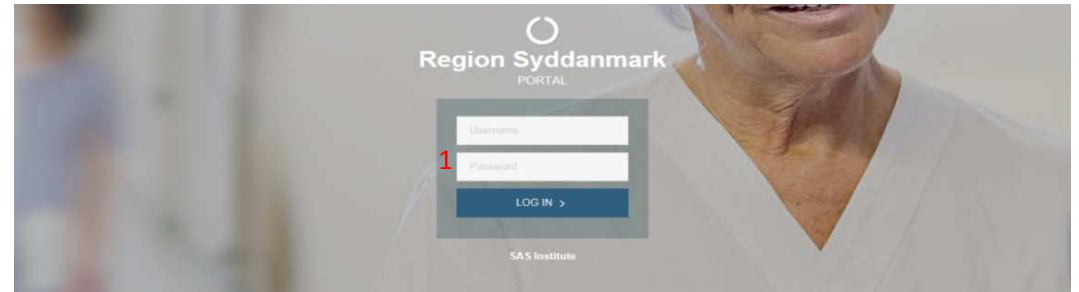 Region Syddanmark
PORTAL
Username
1
Password
LOG IN >
SAS Institute